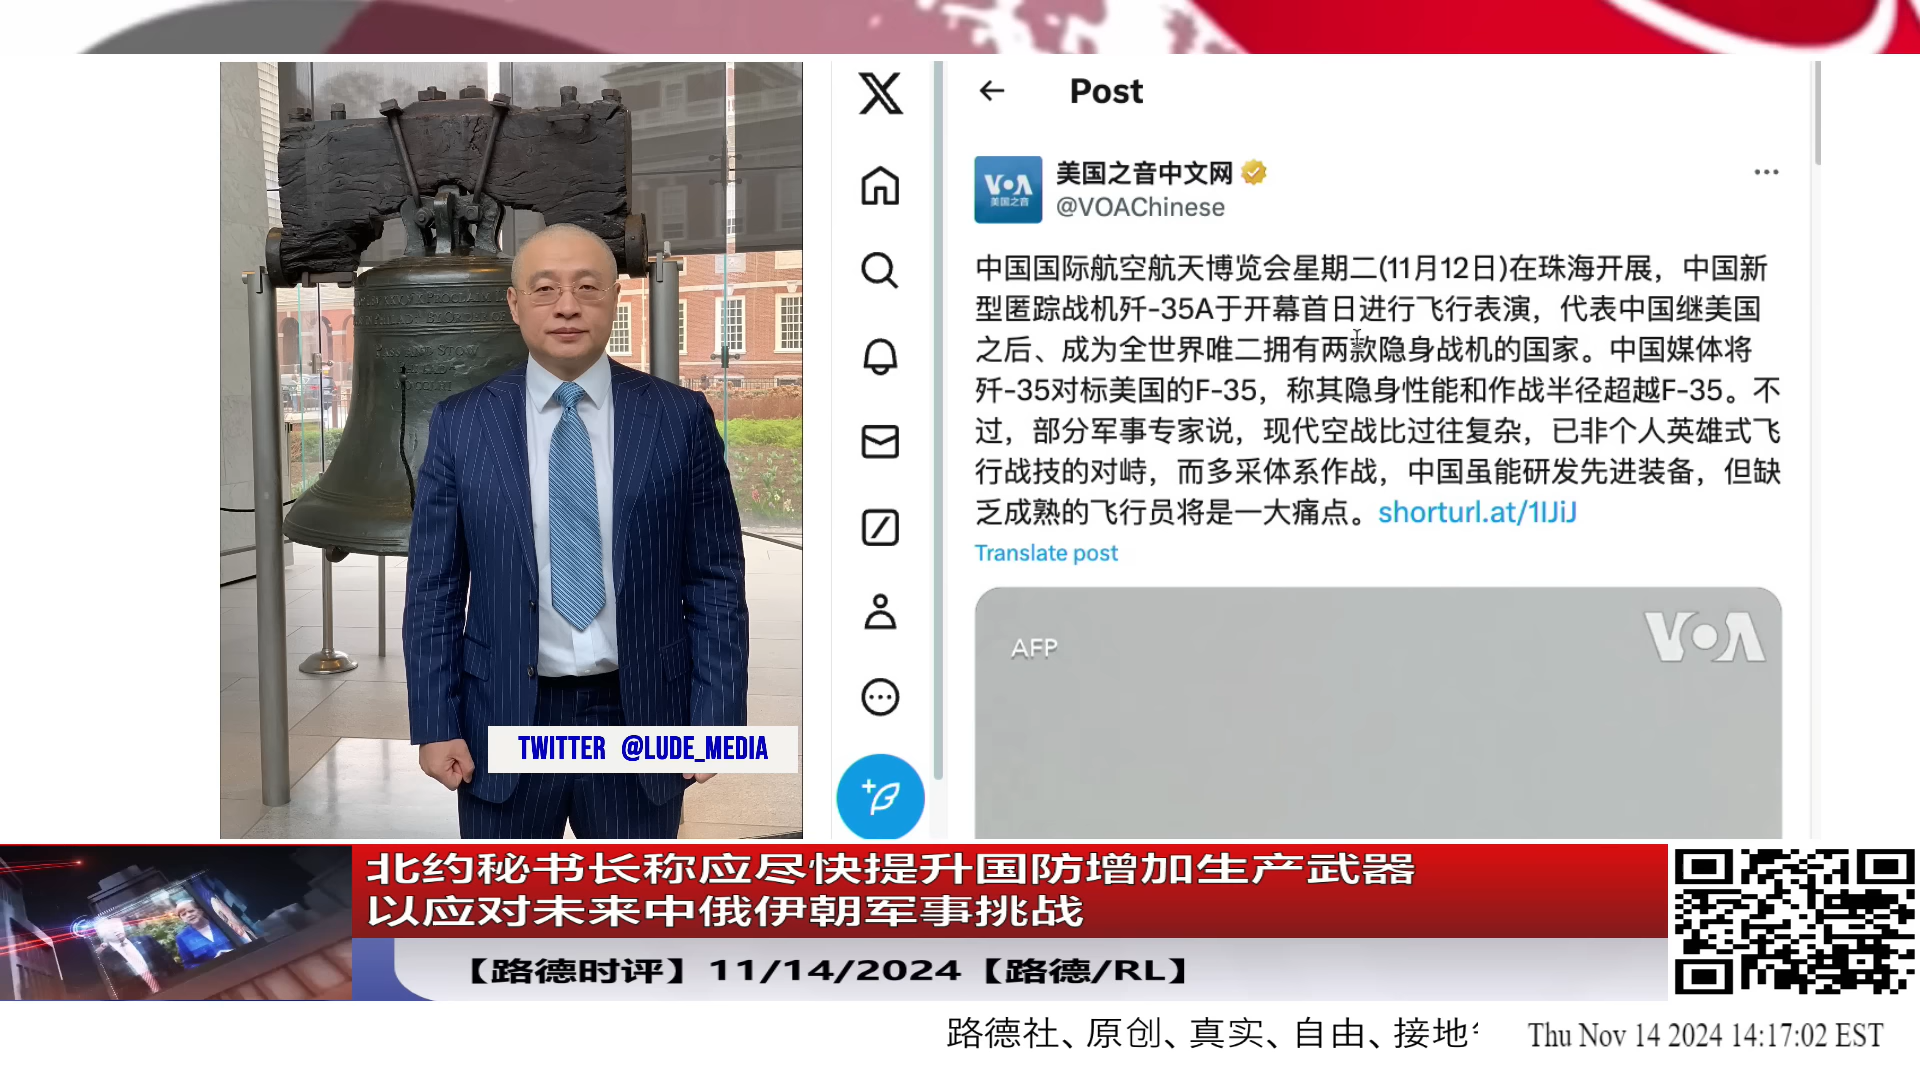 Post
美国之音中文网
@VOAChinese
VOA
美国之音
中国国际航空航天博览会星期二(11月12日)在珠海开展，中国新
型匿踪战机歼-35A于开幕首日进行飞行表演，代表中国继美国
之后、成为全世界唯二拥有两款隐身战机的国家。中国媒体将
歼-35对标美国的F-35，称其隐身性能和作战半径超越F-35。不
过，部分军事专家说，现代空战比过往复杂，已非个人英雄式飞
行战技的对峙，而多采体系作战，中国虽能研发先进装备，但缺
乏成熟的飞行员将是一大痛点。shorturl.at/1IJiJ
Translate post
AFP
VOA
PASS AND STOW
TWITTER @LUDE_MEDIA
北约秘书长称应尽快提升国防增加生产武器
以应对未来中俄伊朝军事挑战
【路德时评】11/14/2024【路德/RL】
路德社、原创、真实、自由、接地
Thu Nov 14 2024 14:17:02 EST